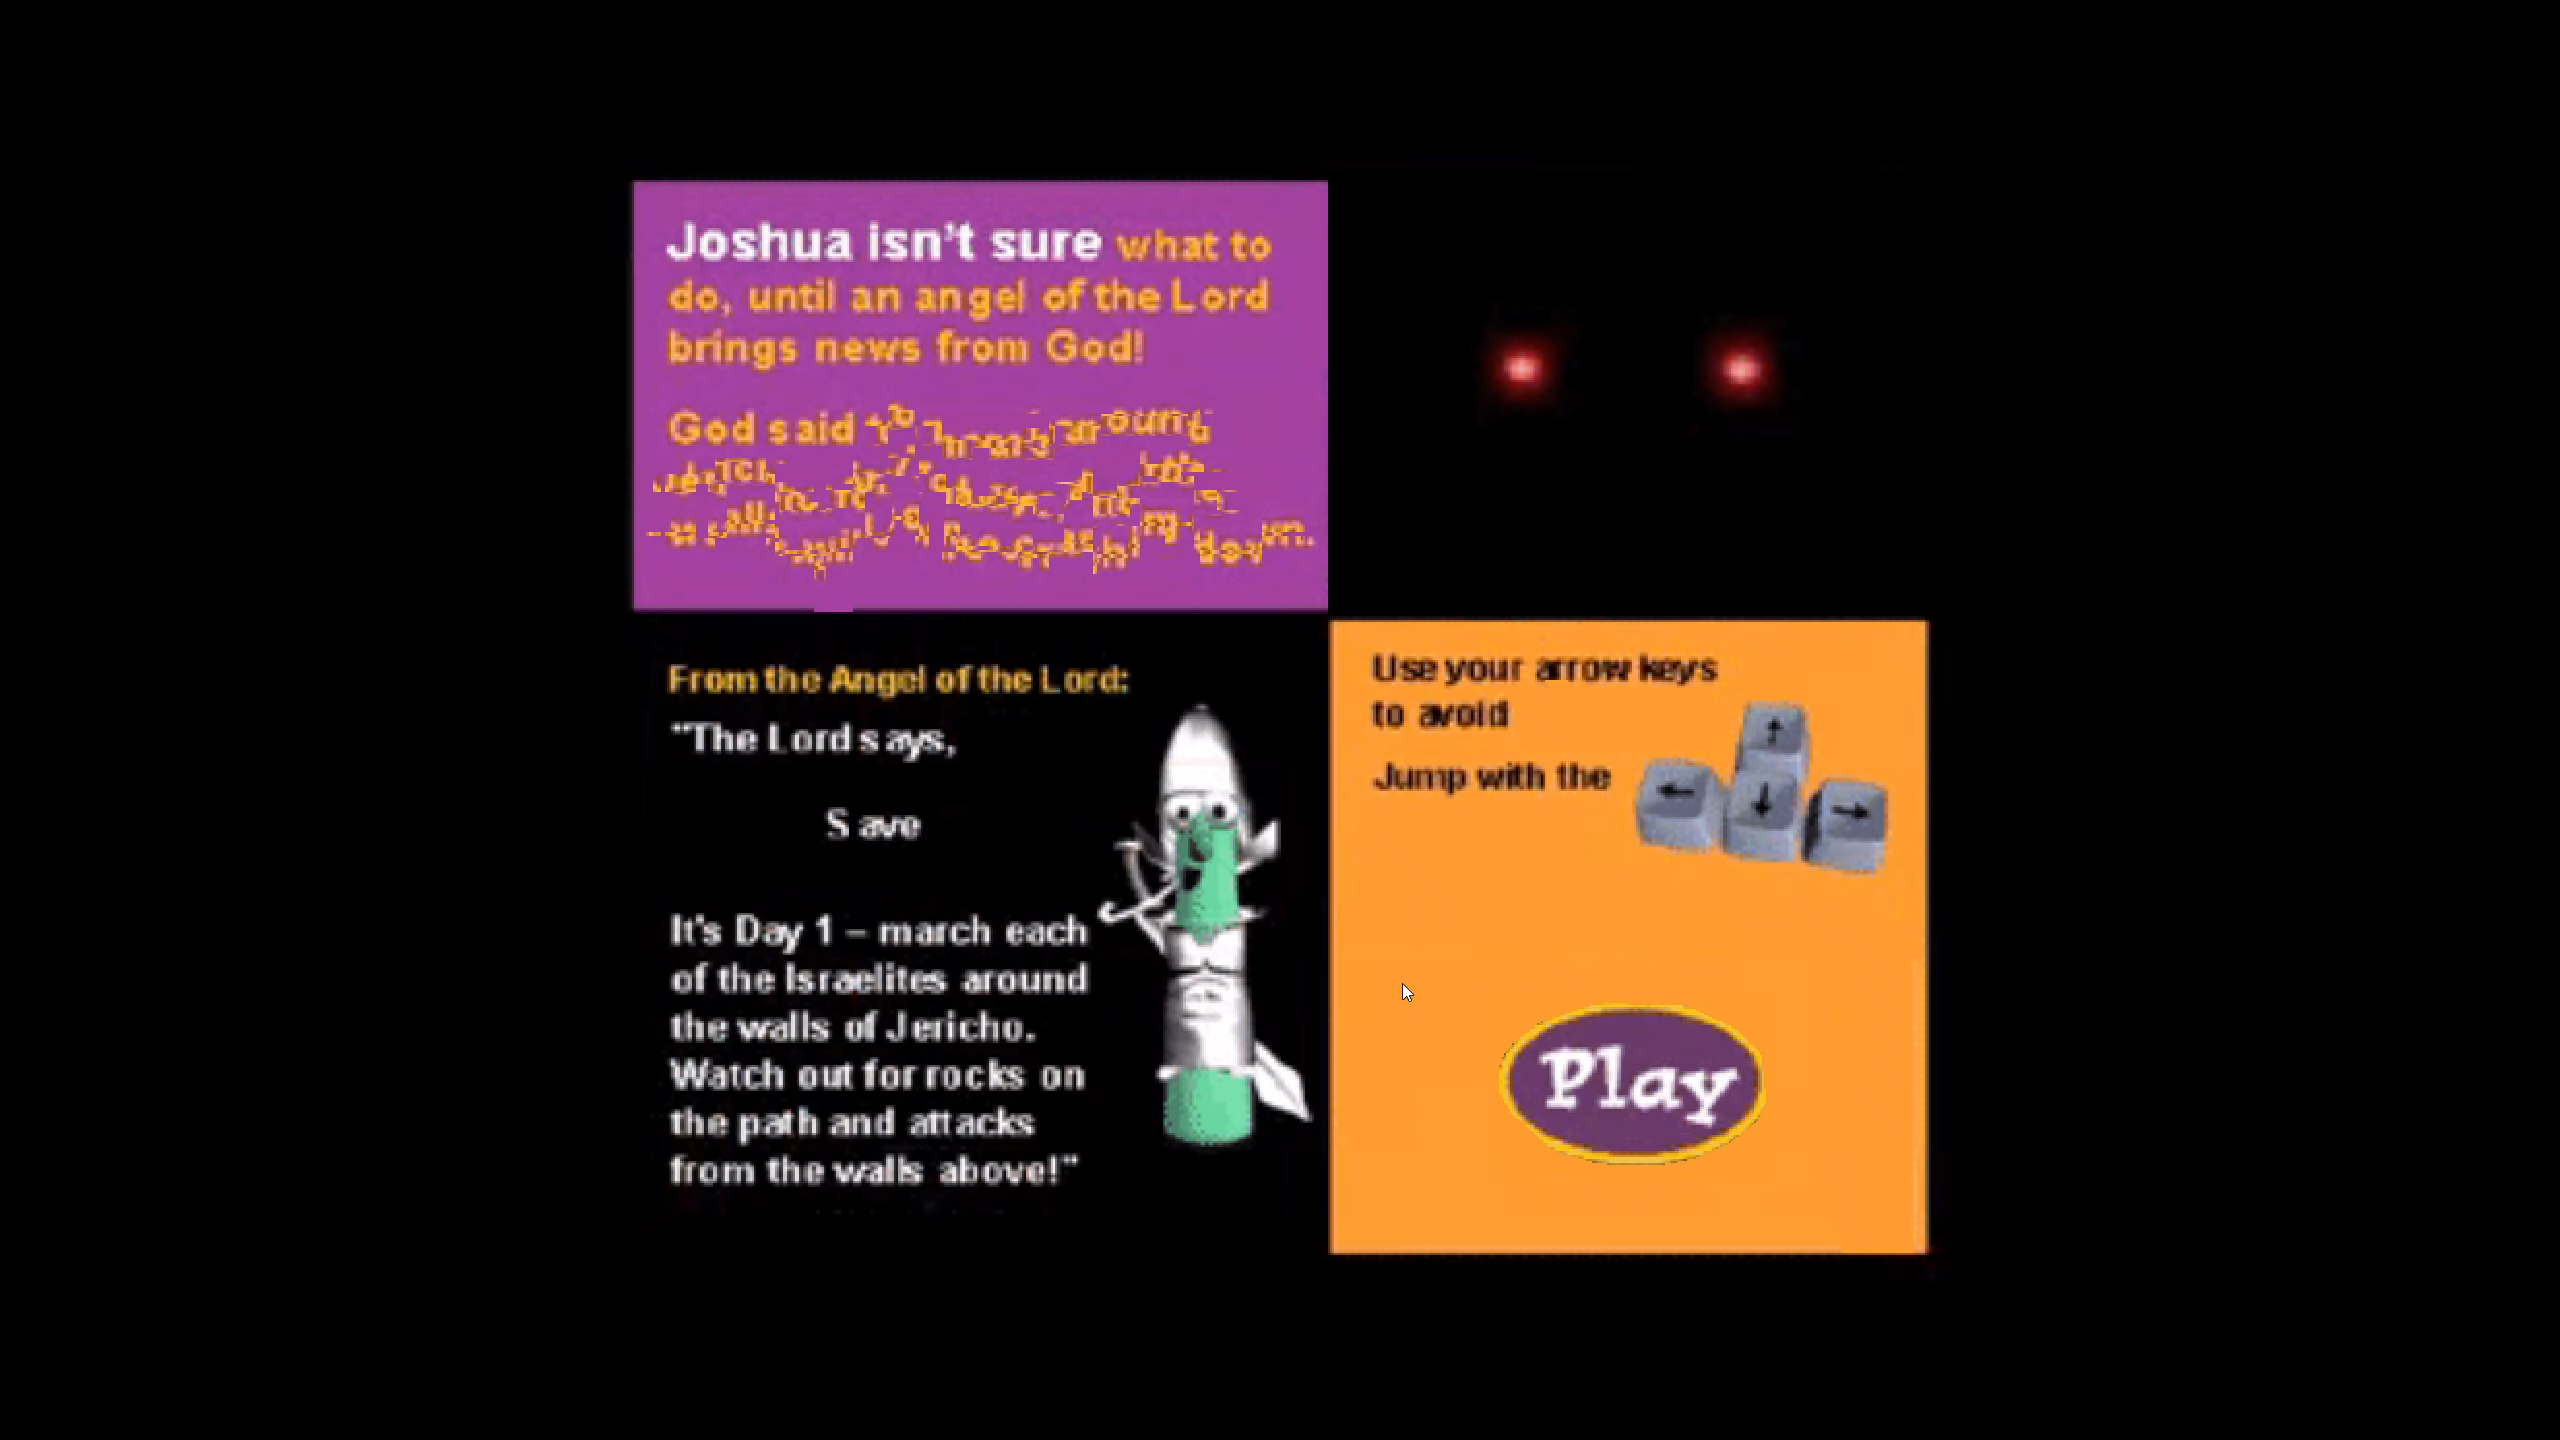 Joshua isn't sure what to
do, until an angel of the Lord
brings news from God!
God said
From the Angel of the Lord:
"The Lord says,
Save
It's Day 1 – march each
of the Israelites around
the walls of Jericho.
Watch out for rocks on
the path and attacks
from the walls above!"
Use your arrow keys
to avoid
Jump with the
Play